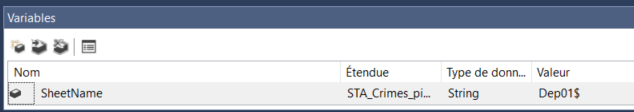 Variables
Nom Étendue Type de donn... Valeur
SheetName STA_Crimes_pi... String Dep01$